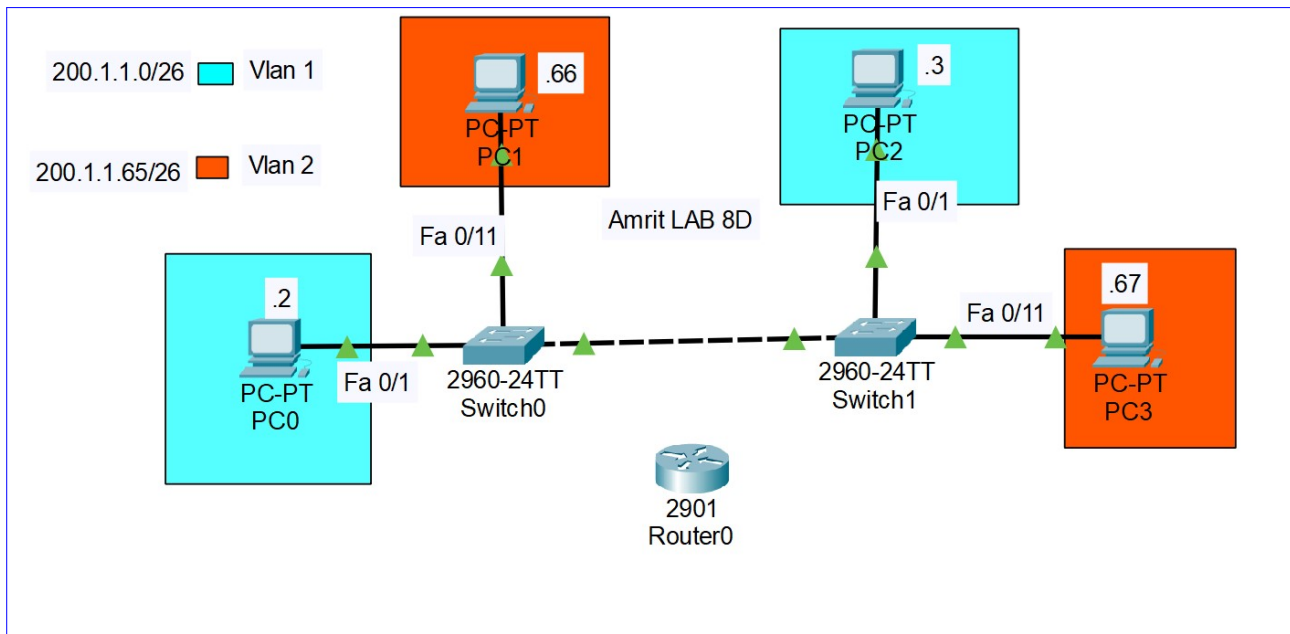 200.1.1.0/26
Vlan 1
200.1.1.65/26
Vlan 2
.66
PC-PT
PC1
.3
PC-PT
PC2
Fa 0/11
Amrit LAB 8D
Fa 0/1
.2
PC-PT
PC0
Fa 0/1
2960-24TT
Switch0
2960-24TT
Switch1
Fa 0/11
.67
PC-PT
PC3
2901
Router0